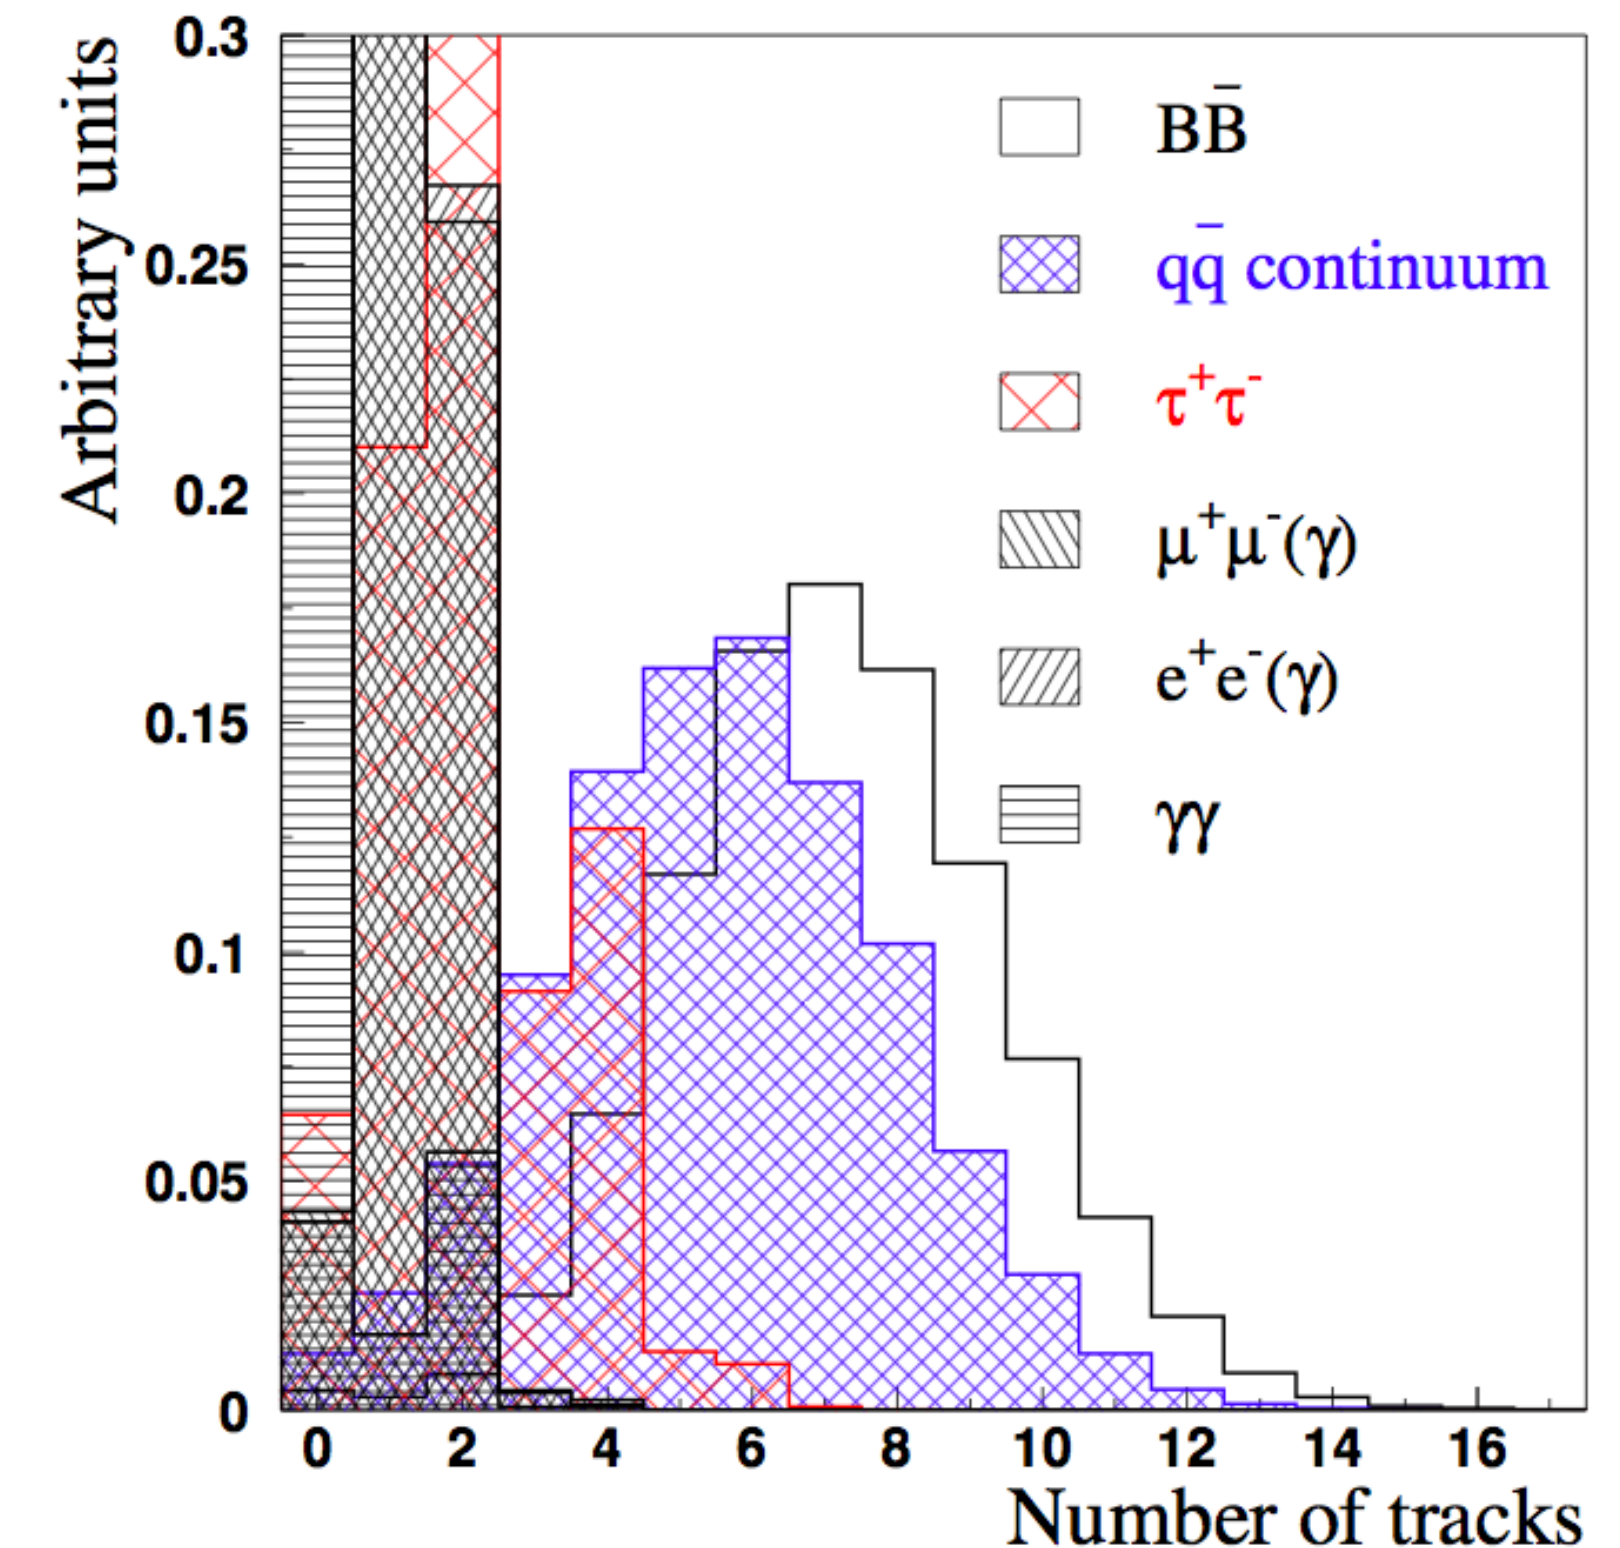 Arbitrary units
0.3
0.25
0.2
0.15
0.1
0.05
0
BB̄
qq̄ continuum
τ⁺τ⁻
μ⁺μ⁻(γ)
e⁺e⁻(γ)
γγ
0 2 4 6 8 10 12 14 16
Number of tracks